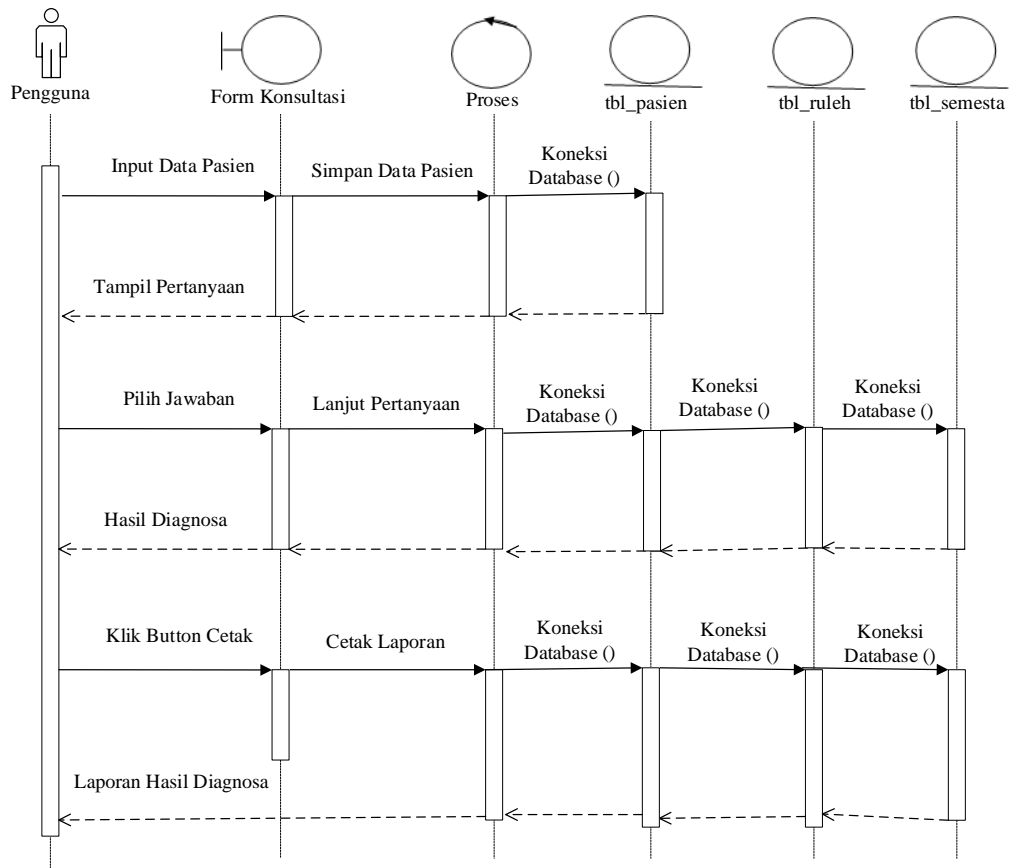 Pengguna
Form Konsultasi
Proses
tbl_pasien
tbl_ruleh
tbl_semesta
Input Data Pasien
Simpan Data Pasien
Koneksi
Database ()
Tampil Pertanyaan
Pilih Jawaban
Lanjut Pertanyaan
Koneksi
Database ()
Koneksi
Database ()
Koneksi
Database ()
Hasil Diagnosa
Klik Button Cetak
Cetak Laporan
Koneksi
Database ()
Koneksi
Database ()
Koneksi
Database ()
Laporan Hasil Diagnosa